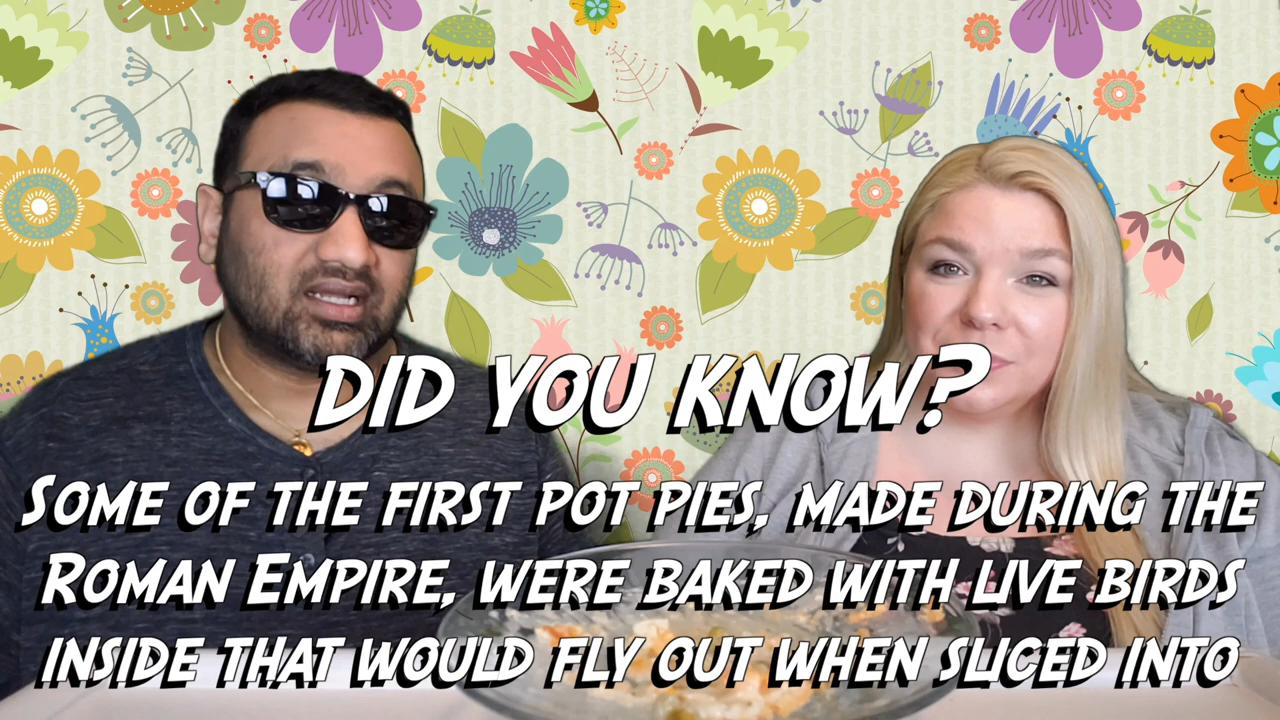 DID YOU KNOW?
SOME OF THE FIRST POT PIES, MADE DURING THE
ROMAN EMPIRE, WERE BAKED WITH LIVE BIRDS
INSIDE THAT WOULD FLY OUT WHEN SLICED INTO